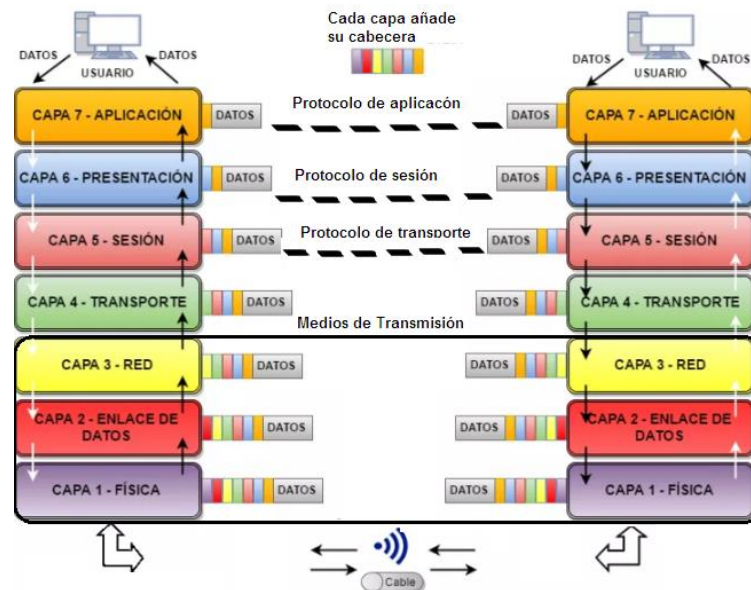 Cada capa añade
su cabecera
DATOS
DATOS
USUARIO
DATOS
DATOS
USUARIO
CAPA 7 - APLICACIÓN
DATOS
Protocolo de aplicacón
DATOS
CAPA 7 - APLICACIÓN
CAPA 6 - PRESENTACIÓN
DATOS
Protocolo de sesión
DATOS
CAPA 6 - PRESENTACIÓN
CAPA 5 - SESIÓN
DATOS
Protocolo de transporte
DATOS
CAPA 5 - SESIÓN
CAPA 4 - TRANSPORTE
DATOS
DATOS
CAPA 4 - TRANSPORTE
Medios de Transmisión
CAPA 3 - RED
DATOS
DATOS
CAPA 3 - RED
CAPA 2 - ENLACE DE
DATOS
DATOS
DATOS
CAPA 2 - ENLACE DE
DATOS
CAPA 1 - FÍSICA
DATOS
DATOS
CAPA 1 - FÍSICA
Cable